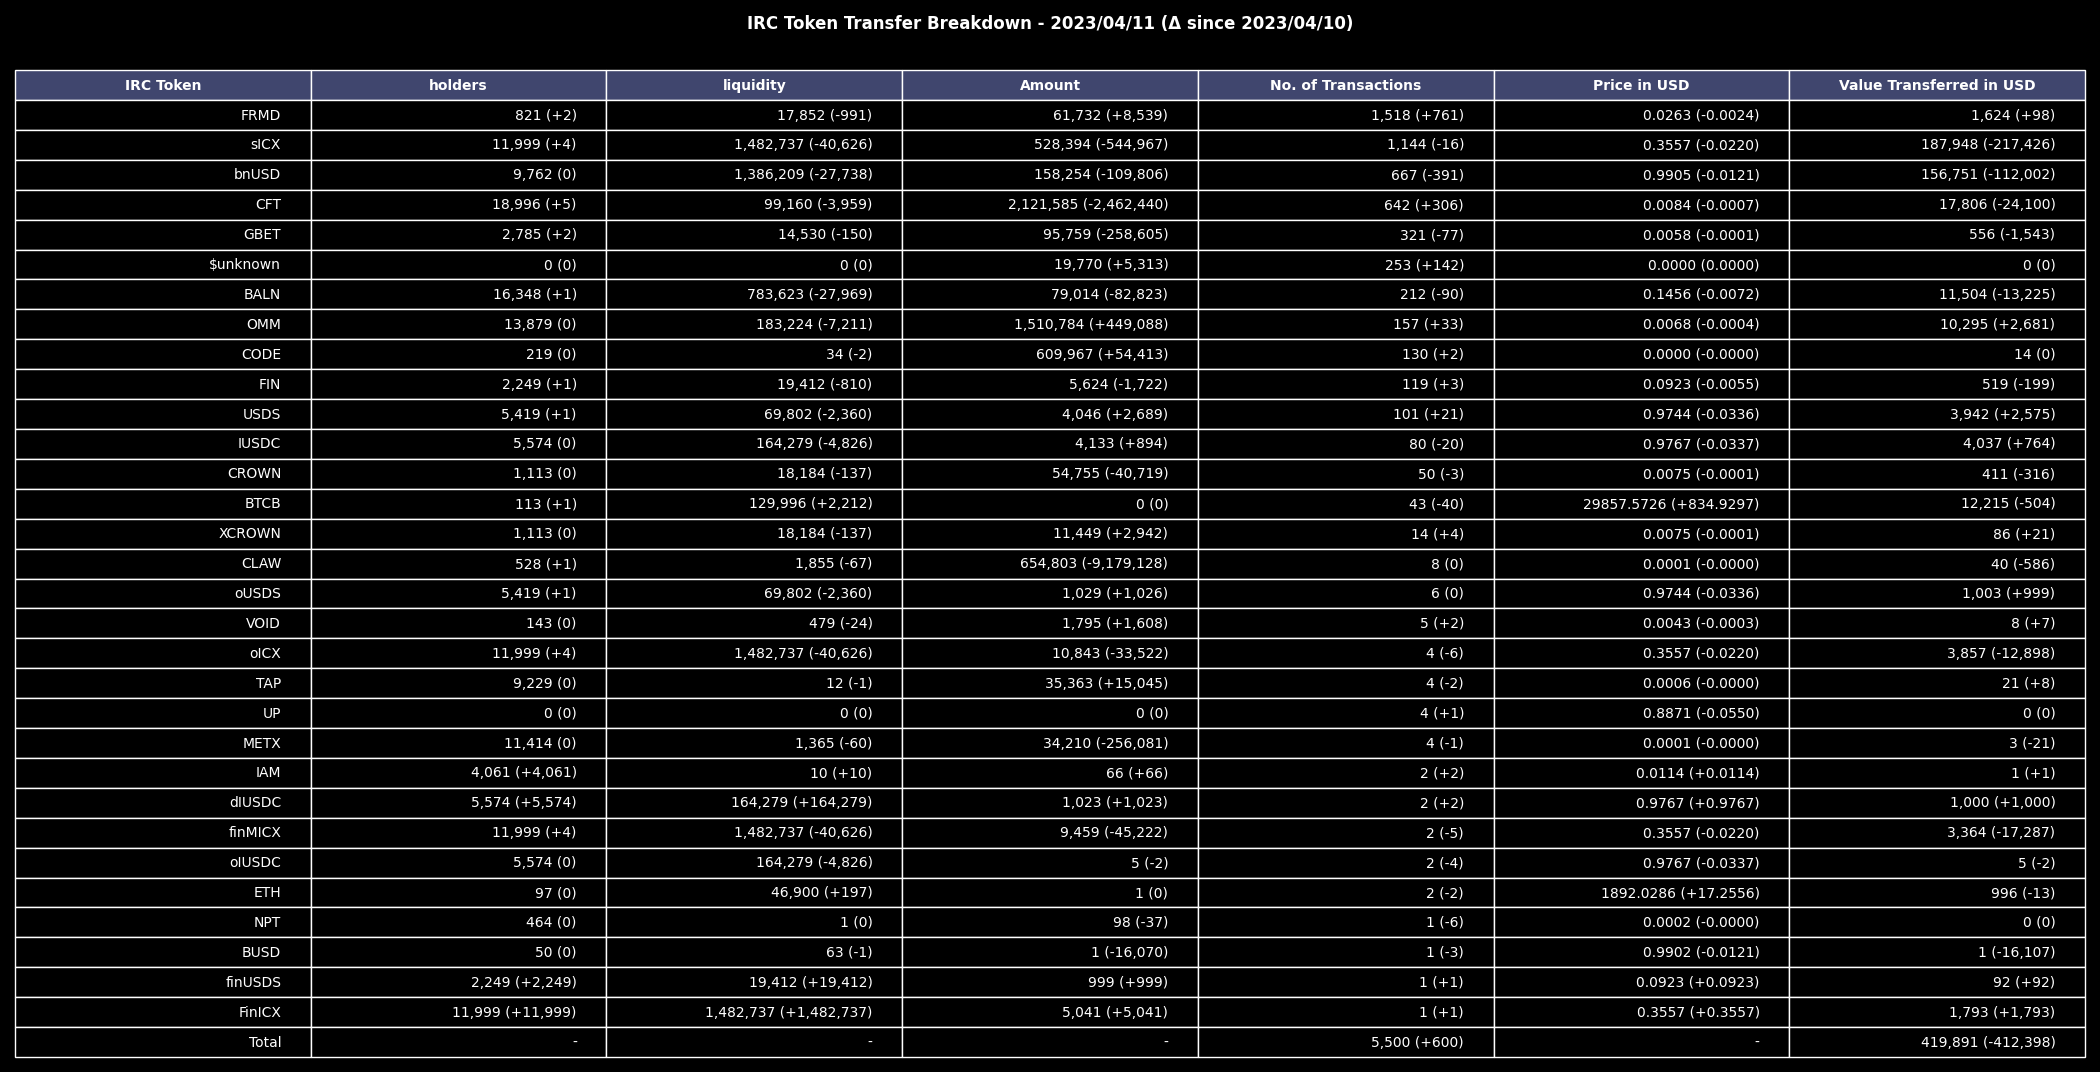 IRC Token Transfer Breakdown - 2023/04/11 (Δ since 2023/04/10)
IRC Token holders liquidity Amount No. of Transactions Price in USD Value Transferred in USD
FRMD 821 (+2) 17,852 (-991) 61,732 (+8,539) 1,518 (+761) 0.0263 (-0.0024) 1,624 (+98)
sICX 11,999 (+4) 1,482,737 (-40,626) 528,394 (-544,967) 1,144 (-16) 0.3557 (-0.0220) 187,948 (-217,426)
bnUSD 9,762 (0) 1,386,209 (-27,738) 158,254 (-109,806) 667 (-391) 0.9905 (-0.0121) 156,751 (-112,002)
CFT 18,996 (+5) 99,160 (-3,959) 2,121,585 (-2,462,440) 642 (+306) 0.0084 (-0.0007) 17,806 (-24,100)
GBET 2,785 (+2) 14,530 (-150) 95,759 (-258,605) 321 (-77) 0.0058 (-0.0001) 556 (-1,543)
$unknown 0 (0) 0 (0) 19,770 (+5,313) 253 (+142) 0.0000 (0.0000) 0 (0)
BALN 16,348 (+1) 783,623 (-27,969) 79,014 (-82,823) 212 (-90) 0.1456 (-0.0072) 11,504 (-13,225)
OMM 13,879 (0) 183,224 (-7,211) 1,510,784 (+449,088) 157 (+33) 0.0068 (-0.0004) 10,295 (+2,681)
CODE 219 (0) 34 (-2) 609,967 (+54,413) 130 (+2) 0.0000 (-0.0000) 14 (0)
FIN 2,249 (+1) 19,412 (-810) 5,624 (-1,722) 119 (+3) 0.0923 (-0.0055) 519 (-199)
USDS 5,419 (+1) 69,802 (-2,360) 4,046 (+2,689) 101 (+21) 0.9744 (-0.0336) 3,942 (+2,575)
IUSDC 5,574 (0) 164,279 (-4,826) 4,133 (+894) 80 (-20) 0.9767 (-0.0337) 4,037 (+764)
CROWN 1,113 (0) 18,184 (-137) 54,755 (-40,719) 50 (-3) 0.0075 (-0.0001) 411 (-316)
BTCB 113 (+1) 129,996 (+2,212) 0 (0) 43 (-40) 29857.5726 (+834.9297) 12,215 (-504)
XCROWN 1,113 (0) 18,184 (-137) 11,449 (+2,942) 14 (+4) 0.0075 (-0.0001) 86 (+21)
CLAW 528 (+1) 1,855 (-67) 654,803 (-9,179,128) 8 (0) 0.0001 (-0.0000) 40 (-586)
oUSDS 5,419 (+1) 69,802 (-2,360) 1,029 (+1,026) 6 (0) 0.9744 (-0.0336) 1,003 (+999)
VOID 143 (0) 479 (-24) 1,795 (+1,608) 5 (+2) 0.0043 (-0.0003) 8 (+7)
oICX 11,999 (+4) 1,482,737 (-40,626) 10,843 (-33,522) 4 (-6) 0.3557 (-0.0220) 3,857 (-12,898)
TAP 9,229 (0) 12 (-1) 35,363 (+15,045) 4 (-2) 0.0006 (-0.0000) 21 (+8)
UP 0 (0) 0 (0) 0 (0) 4 (+1) 0.8871 (-0.0550) 0 (0)
METX 11,414 (0) 1,365 (-60) 34,210 (-256,081) 4 (-1) 0.0001 (-0.0000) 3 (-21)
IAM 4,061 (+4,061) 10 (+10) 66 (+66) 2 (+2) 0.0114 (+0.0114) 1 (+1)
dIUSDC 5,574 (+5,574) 164,279 (+164,279) 1,023 (+1,023) 2 (+2) 0.9767 (+0.9767) 1,000 (+1,000)
finMICX 11,999 (+4) 1,482,737 (-40,626) 9,459 (-45,222) 2 (-5) 0.3557 (-0.0220) 3,364 (-17,287)
oIUSDC 5,574 (0) 164,279 (-4,826) 5 (-2) 2 (-4) 0.9767 (-0.0337) 5 (-2)
ETH 97 (0) 46,900 (+197) 1 (0) 2 (-2) 1892.0286 (+17.2556) 996 (-13)
NPT 464 (0) 1 (0) 98 (-37) 1 (-6) 0.0002 (-0.0000) 0 (0)
BUSD 50 (0) 63 (-1) 1 (-16,070) 1 (-3) 0.9902 (-0.0121) 1 (-16,107)
finUSDS 2,249 (+2,249) 19,412 (+19,412) 999 (+999) 1 (+1) 0.0923 (+0.0923) 92 (+92)
FinICX 11,999 (+11,999) 1,482,737 (+1,482,737) 5,041 (+5,041) 1 (+1) 0.3557 (+0.3557) 1,793 (+1,793)
Total - - - 5,500 (+600) - 419,891 (-412,398)